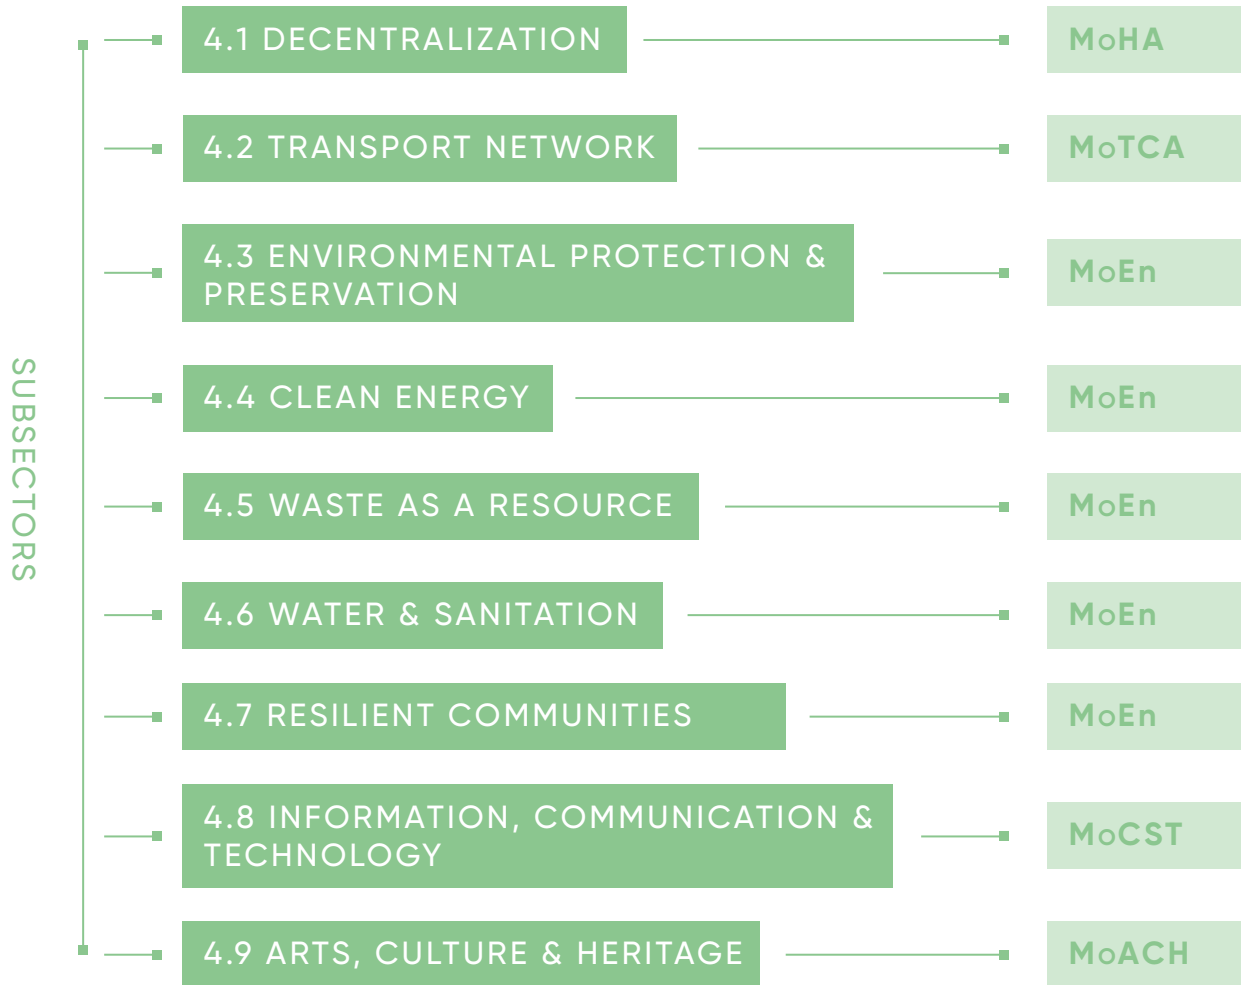 SUBSECTORS
4.1 DECENTRALIZATION
MoHA
4.2 TRANSPORT NETWORK
MoTCA
4.3 ENVIRONMENTAL PROTECTION &
PRESERVATION
MoEn
4.4 CLEAN ENERGY
MoEn
4.5 WASTE AS A RESOURCE
MoEn
4.6 WATER & SANITATION
MoEn
4.7 RESILIENT COMMUNITIES
MoEn
4.8 INFORMATION, COMMUNICATION &
TECHNOLOGY
MoCST
4.9 ARTS, CULTURE & HERITAGE
MoACH